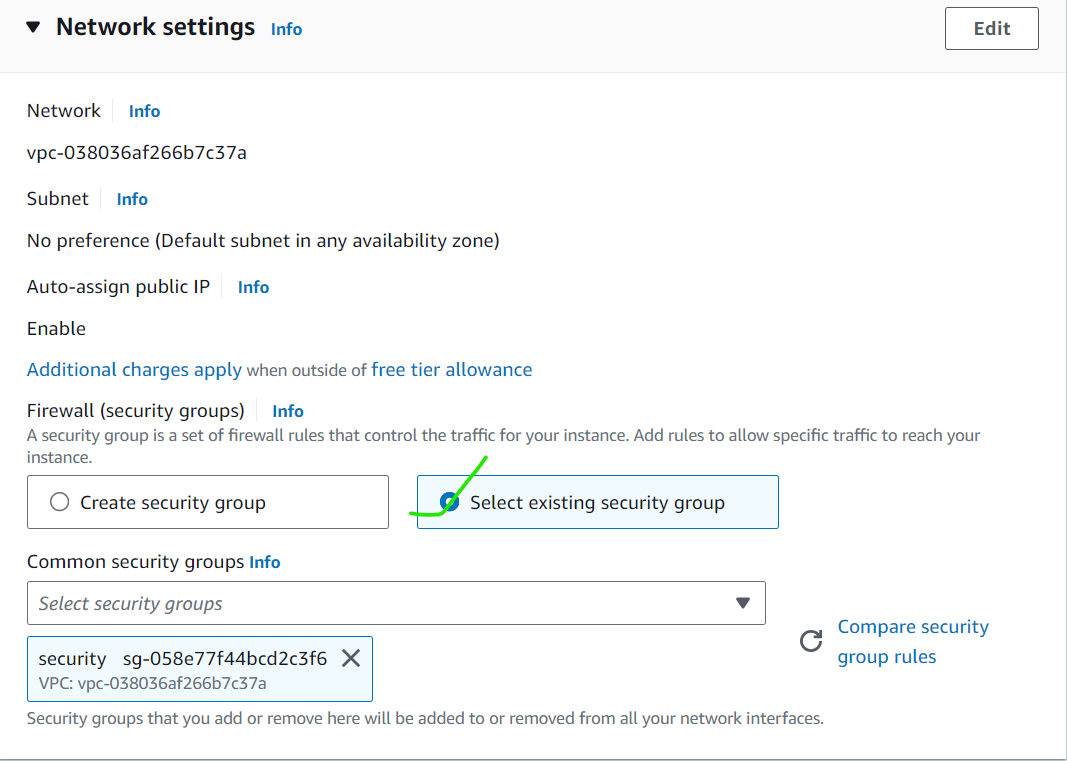 Network settings Info
Edit
Network Info
vpc-038036af266b7c37a
Subnet Info
No preference (Default subnet in any availability zone)
Auto-assign public IP Info
Enable
Additional charges apply when outside of free tier allowance
Firewall (security groups) Info
A security group is a set of firewall rules that control the traffic for your instance. Add rules to allow specific traffic to reach your
instance.
Create security group
Select existing security group
Common security groups Info
Select security groups
security sg-058e77f44bcd2c3f6
VPC: vpc-038036af266b7c37a
Compare security
group rules
Security groups that you add or remove here will be added to or removed from all your network interfaces.